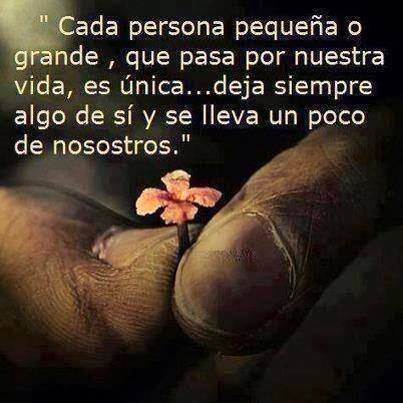 " Cada persona pequeña o
grande , que pasa por nuestra
vida, es única...deja siempre
algo de sí y se lleva un poco
de nosostros."